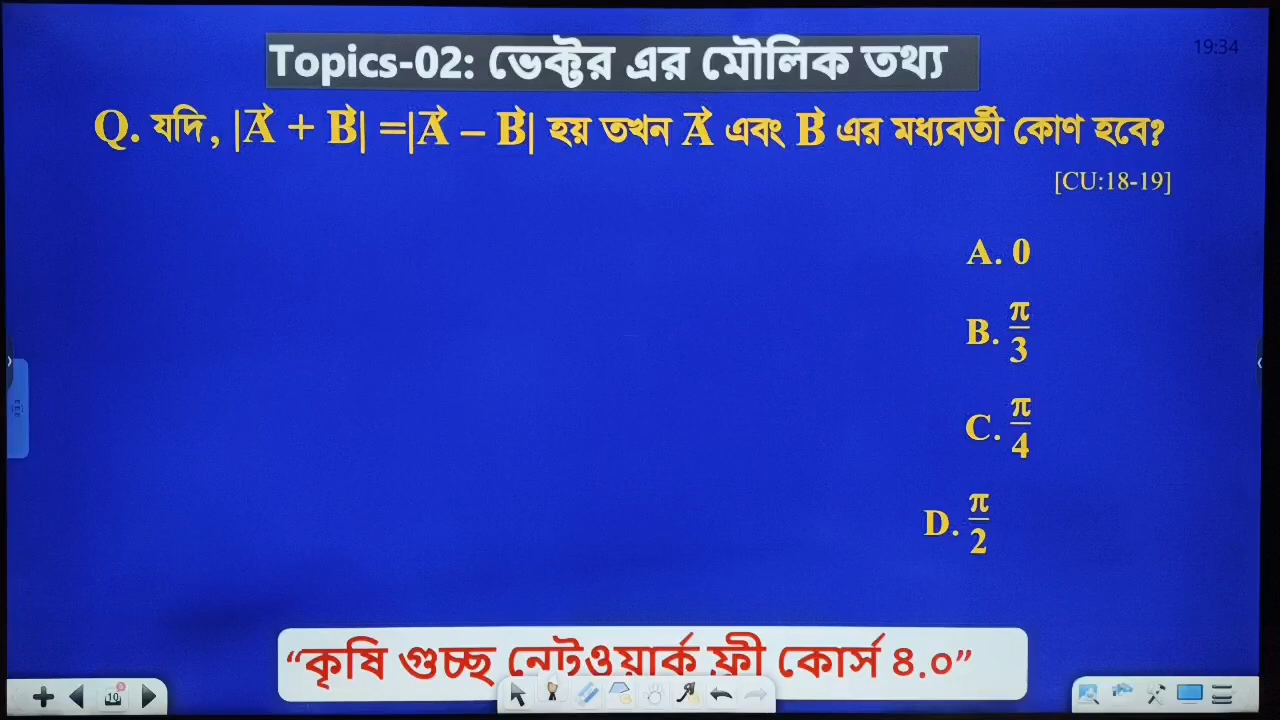 Topics-02: ভেক্টর এর মৌলিক তথ্য
19:34
Q. যদি, |A⃗ + B⃗| =|A⃗ – B⃗| হয় তখন A⃗ এবং B⃗ এর মধ্যবর্তী কোণ হবে?
[CU:18-19]
A. 0
B. π/3
C. π/4
D. π/2
“কৃষি গুচ্ছ নেটওয়ার্ক ফ্রী কোর্স ৪.০”
10